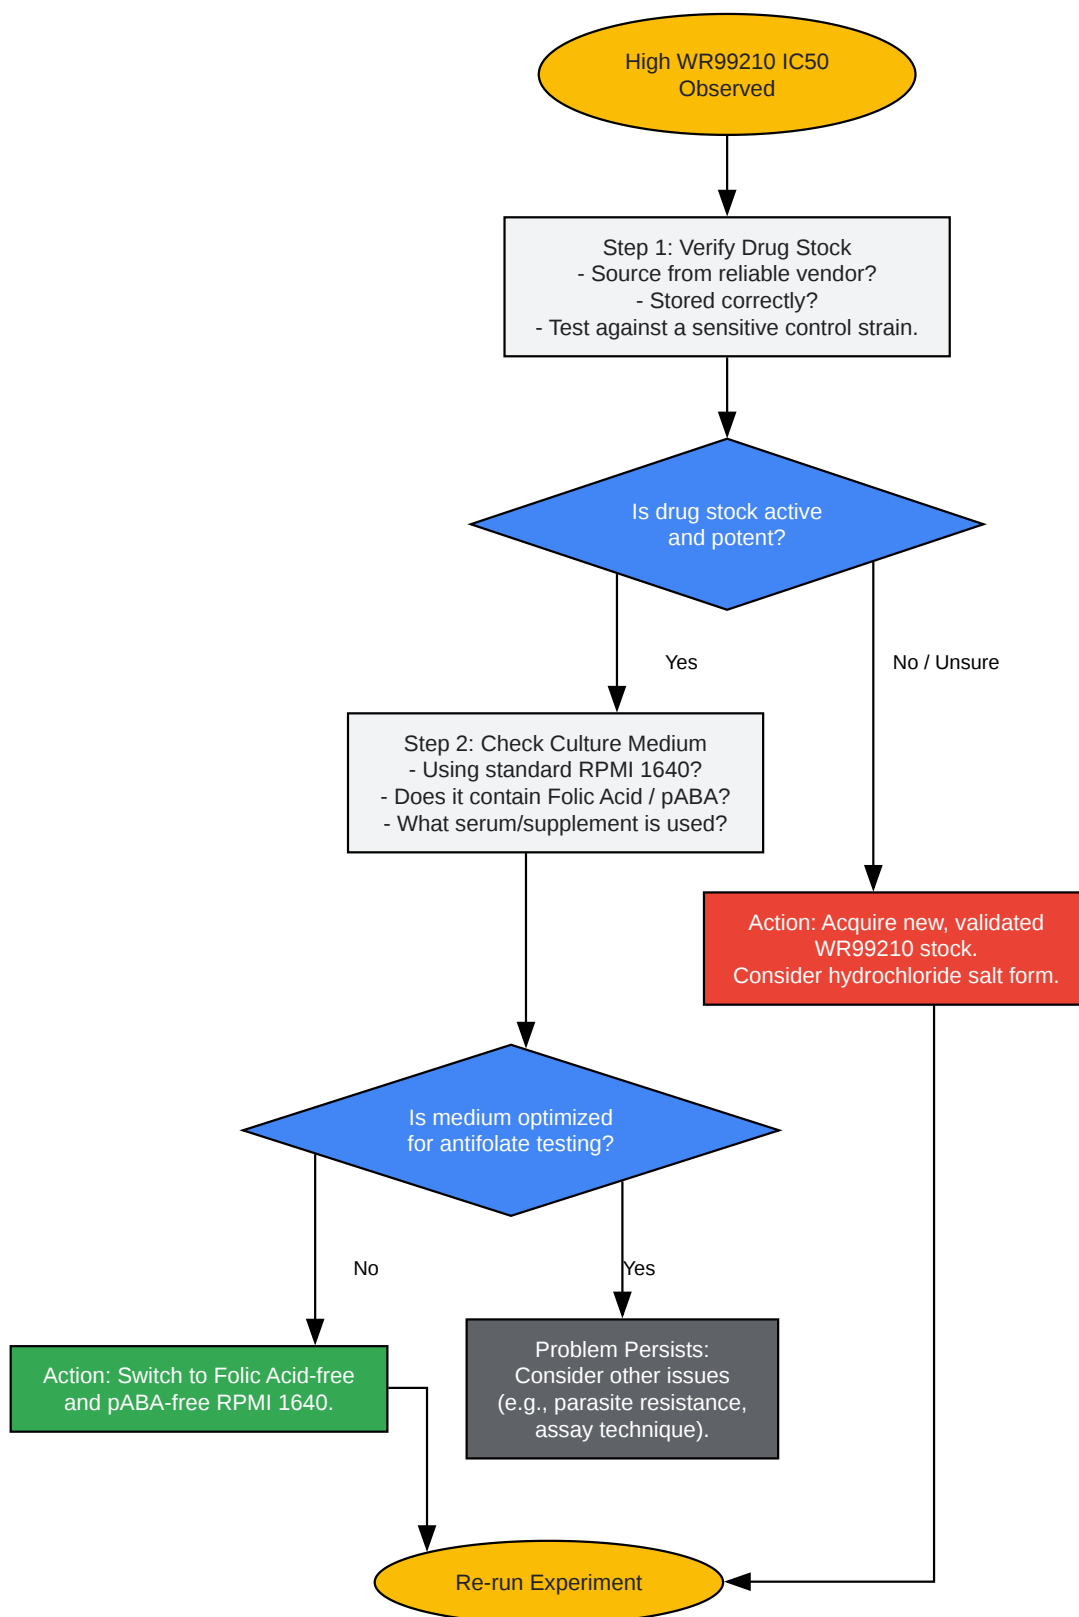 High WR99210 IC50
Observed
Step 1: Verify Drug Stock
- Source from reliable vendor?
- Stored correctly?
- Test against a sensitive control strain.
Is drug stock active
and potent?
Yes
No / Unsure
Step 2: Check Culture Medium
- Using standard RPMI 1640?
- Does it contain Folic Acid / pABA?
- What serum/supplement is used?
Action: Acquire new, validated
WR99210 stock.
Consider hydrochloride salt form.
Is medium optimized
for antifolate testing?
No
Yes
Action: Switch to Folic Acid-free
and pABA-free RPMI 1640.
Problem Persists:
Consider other issues
(e.g., parasite resistance,
assay technique).
Re-run Experiment